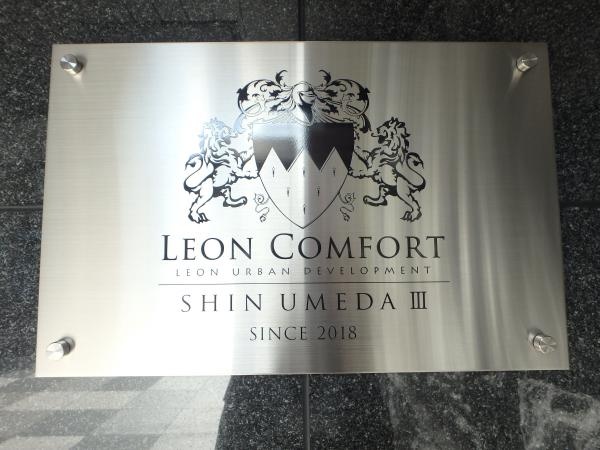 LEON COMFORT
LEON URBAN DEVELOPMENT
SHIN UMEDA Ⅲ
SINCE 2018